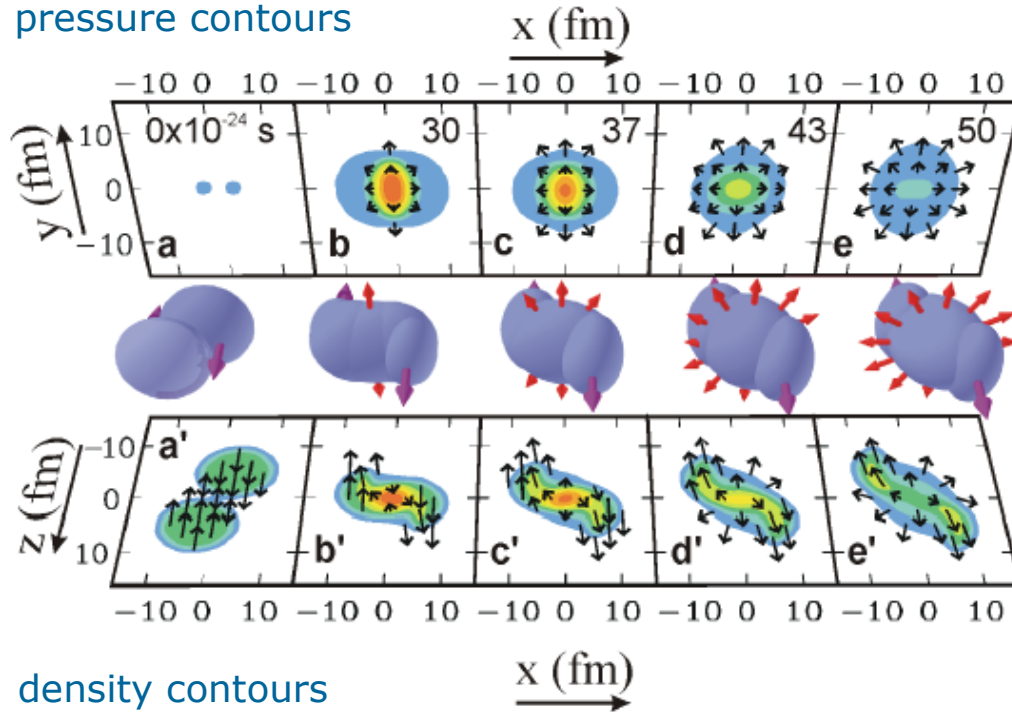 pressure contours
x (fm)
−10 0 10 −10 0 10 −10 0 10 −10 0 10 −10 0 10
y (fm)
10
0
−10
0x10⁻²⁴ s 30 37 43 50
a b c d e
z (fm)
−10
0
10
a' b' c' d' e'
−10 0 10 −10 0 10 −10 0 10 −10 0 10 −10 0 10
x (fm)
density contours